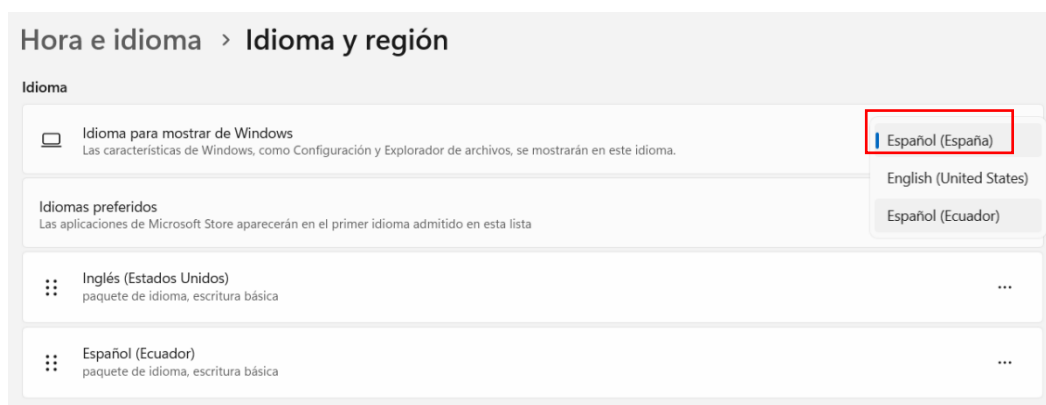 Hora e idioma > Idioma y región
Idioma
Idioma para mostrar de Windows
Las características de Windows, como Configuración y Explorador de archivos, se mostrarán en este idioma.
Español (España)
English (United States)
Español (Ecuador)
Idiomas preferidos
Las aplicaciones de Microsoft Store aparecerán en el primer idioma admitido en esta lista
Inglés (Estados Unidos)
paquete de idioma, escritura básica
Español (Ecuador)
paquete de idioma, escritura básica